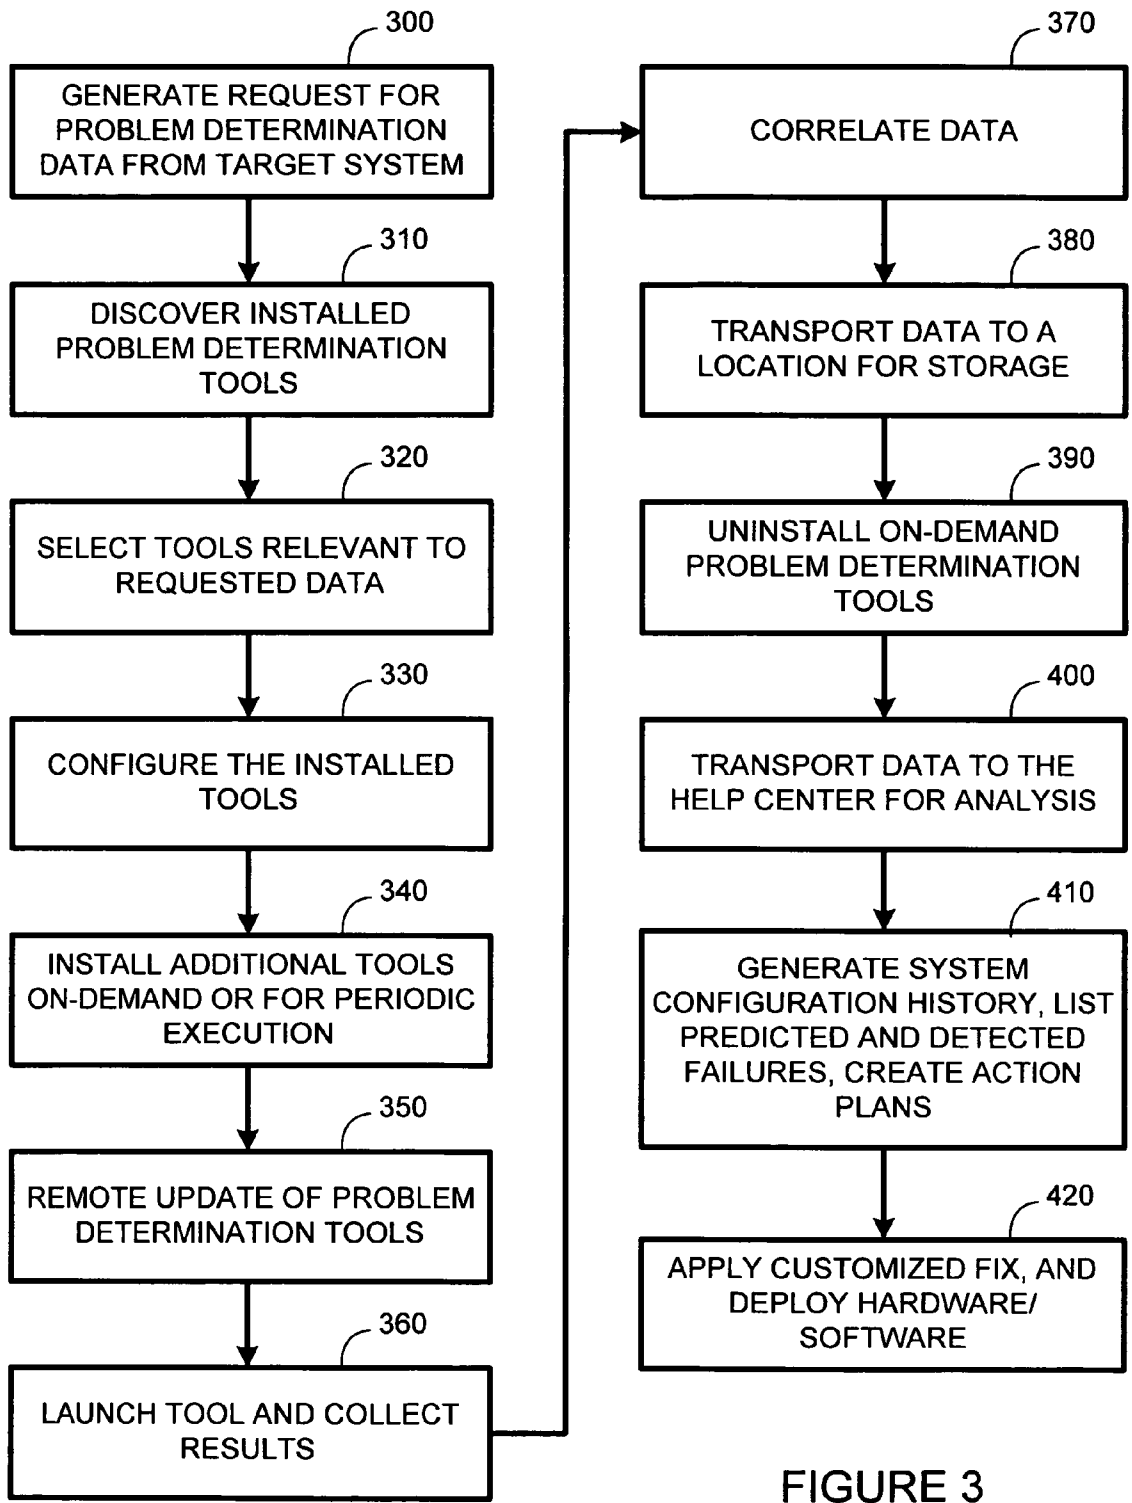 300
GENERATE REQUEST FOR
PROBLEM DETERMINATION
DATA FROM TARGET SYSTEM
310
DISCOVER INSTALLED
PROBLEM DETERMINATION
TOOLS
320
SELECT TOOLS RELEVANT TO
REQUESTED DATA
330
CONFIGURE THE INSTALLED
TOOLS
340
INSTALL ADDITIONAL TOOLS
ON-DEMAND OR FOR PERIODIC
EXECUTION
350
REMOTE UPDATE OF PROBLEM
DETERMINATION TOOLS
360
LAUNCH TOOL AND COLLECT
RESULTS
370
CORRELATE DATA
380
TRANSPORT DATA TO A
LOCATION FOR STORAGE
390
UNINSTALL ON-DEMAND
PROBLEM DETERMINATION
TOOLS
400
TRANSPORT DATA TO THE
HELP CENTER FOR ANALYSIS
410
GENERATE SYSTEM
CONFIGURATION HISTORY, LIST
PREDICTED AND DETECTED
FAILURES, CREATE ACTION
PLANS
420
APPLY CUSTOMIZED FIX, AND
DEPLOY HARDWARE/
SOFTWARE
FIGURE 3